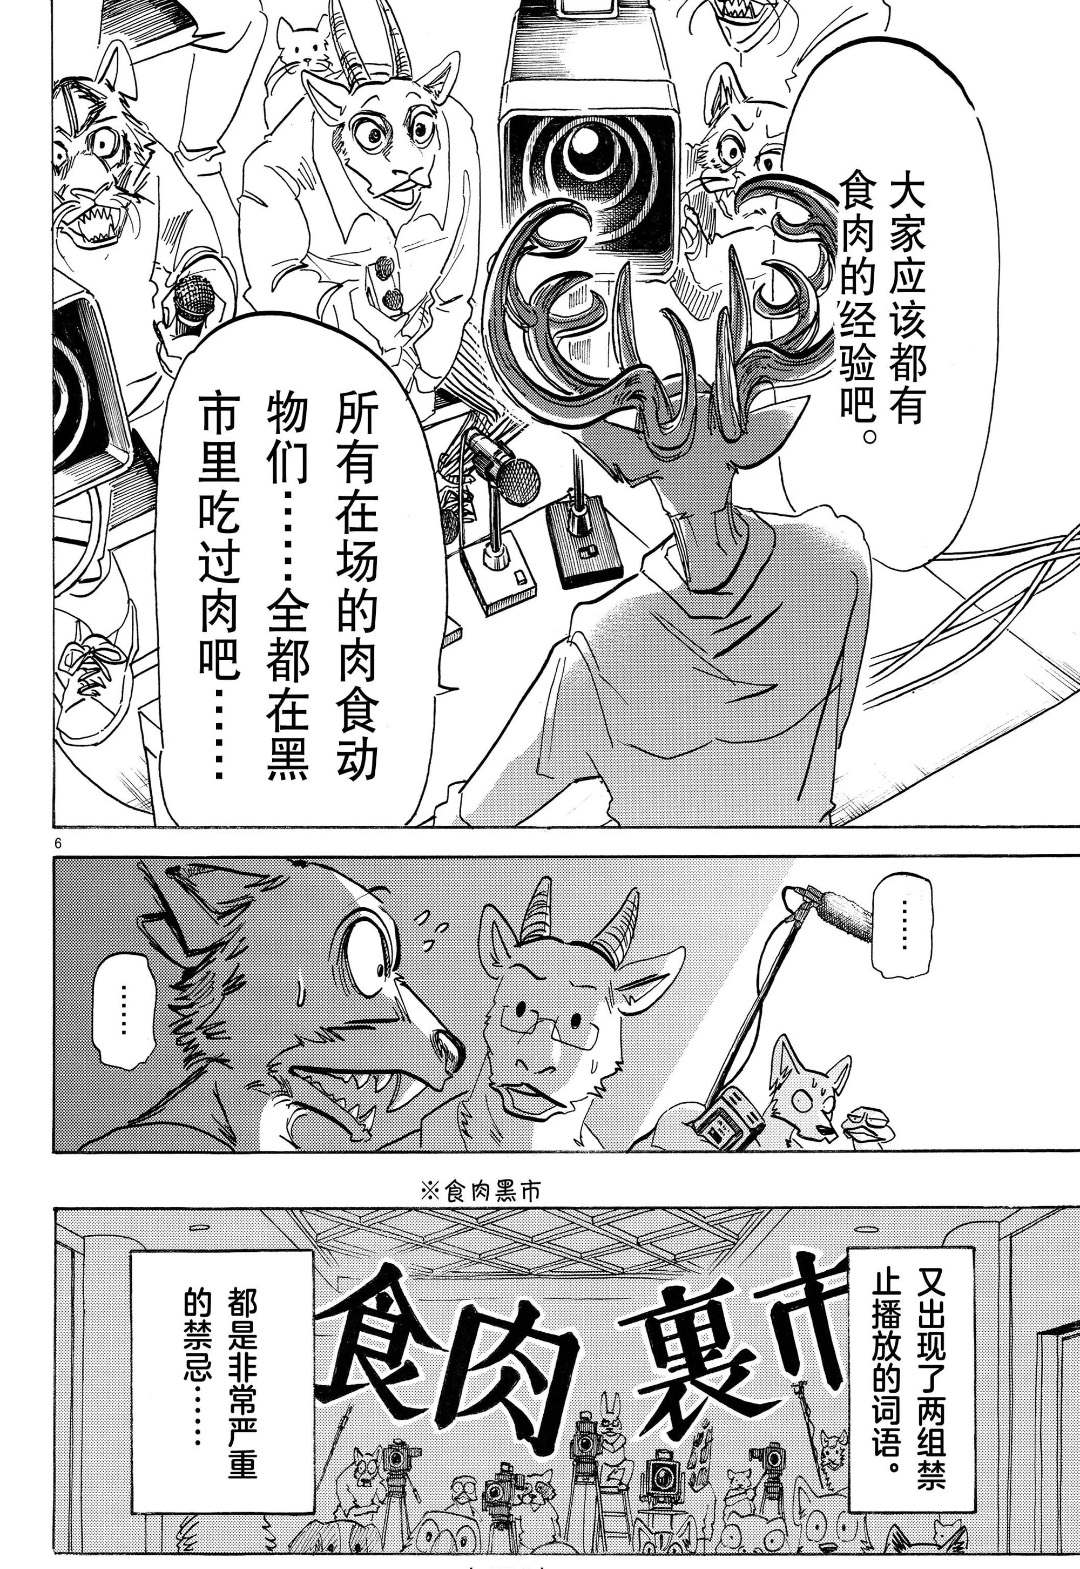 大家应该都有
食肉的经验吧。
所有在场的肉食动
物们……全都在黑
市里吃过肉吧……
6
……
……
※食肉黑市
又出现了两组禁
止播放的词语。
食肉 裏市
都是非常严重
的禁忌……